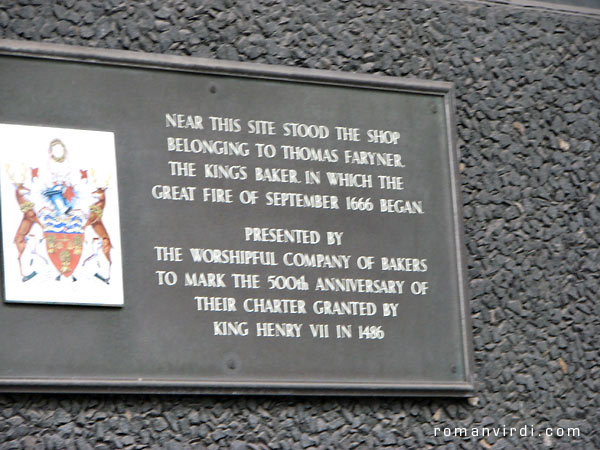 NEAR THIS SITE STOOD THE SHOP
BELONGING TO THOMAS FARYNER,
THE KING'S BAKER, IN WHICH THE
GREAT FIRE OF SEPTEMBER 1666 BEGAN.
PRESENTED BY
THE WORSHIPFUL COMPANY OF BAKERS
TO MARK THE 500th ANNIVERSARY OF
THEIR CHARTER GRANTED BY
KING HENRY VII IN 1486
romanvirdi.com